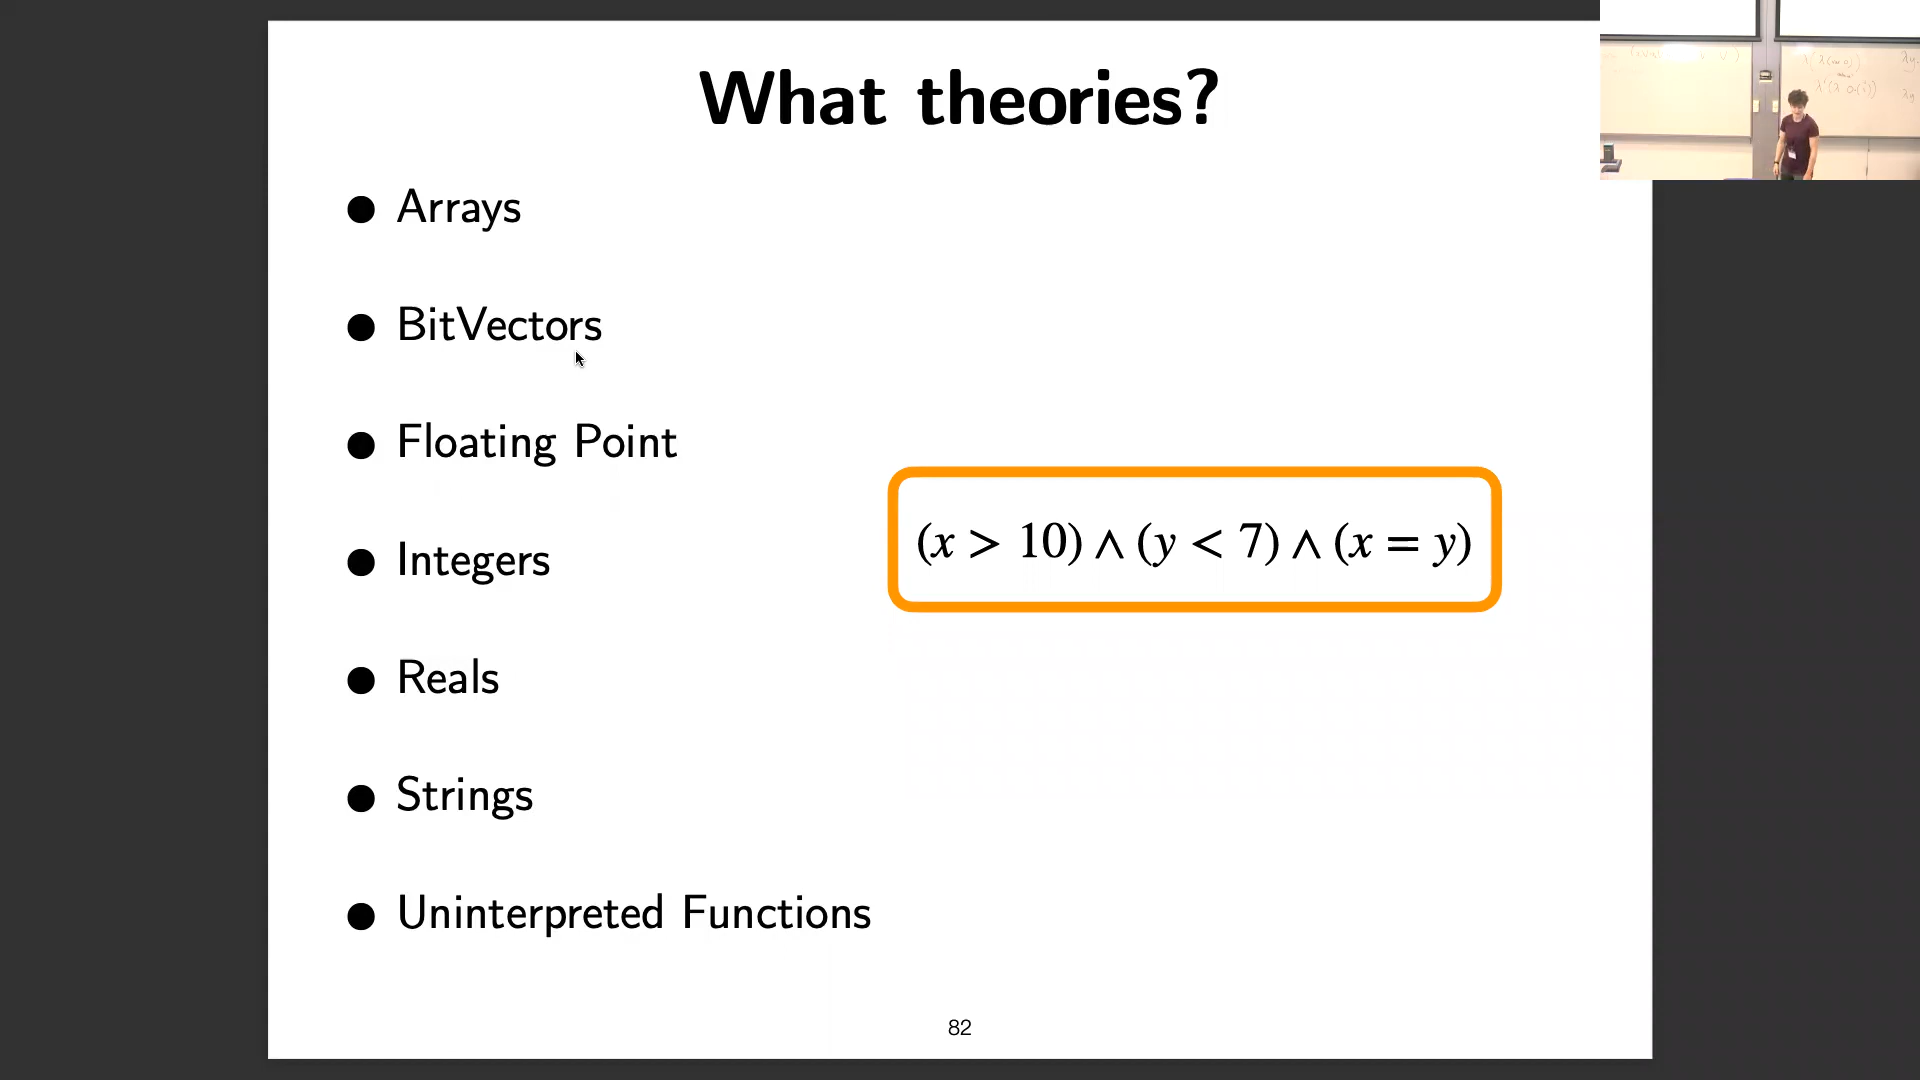 What theories?
● Arrays
● BitVectors
● Floating Point
● Integers
● Reals
● Strings
● Uninterpreted Functions
(x > 10) ∧ (y < 7) ∧ (x = y)
82